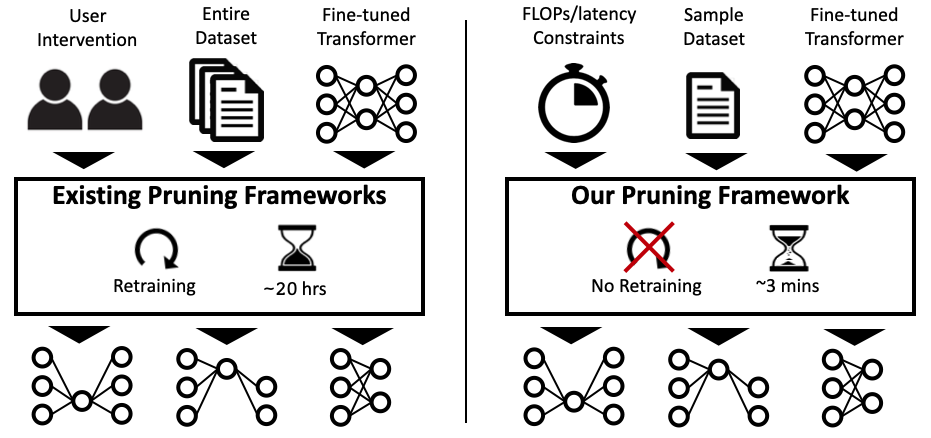 User
Intervention
Entire
Dataset
Fine-tuned
Transformer
Existing Pruning Frameworks
Retraining
~20 hrs
FLOPs/latency
Constraints
Sample
Dataset
Fine-tuned
Transformer
Our Pruning Framework
No Retraining
~3 mins